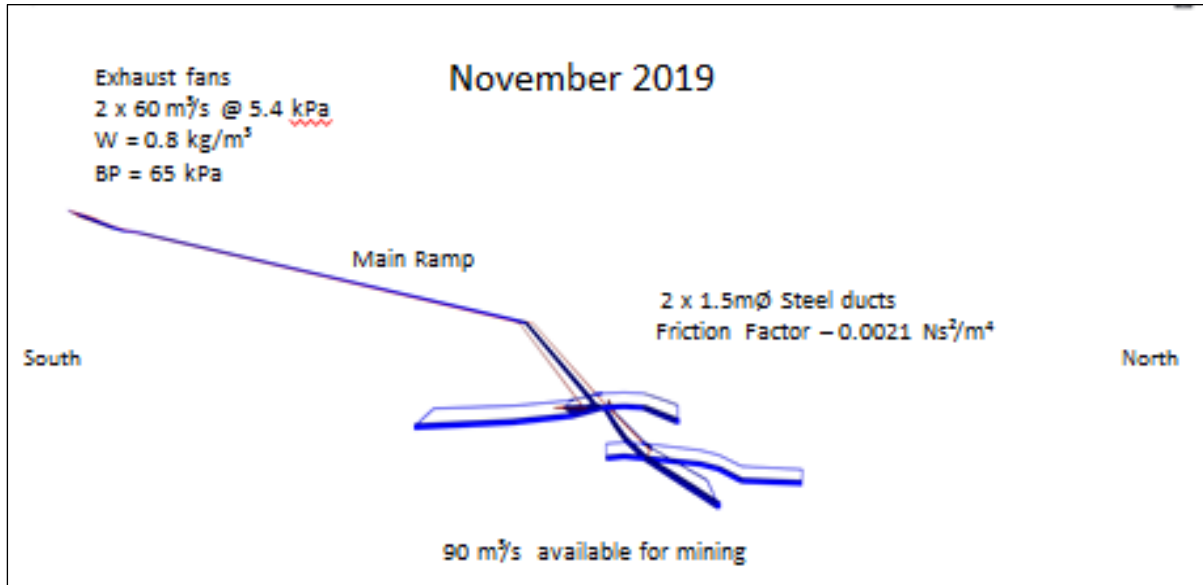 November 2019
Exhaust fans
2 x 60 m³/s @ 5.4 kPa
W = 0.8 kg/m³
BP = 65 kPa
Main Ramp
2 x 1.5mØ Steel ducts
Friction Factor – 0.0021 Ns²/m⁴
South
North
90 m³/s available for mining